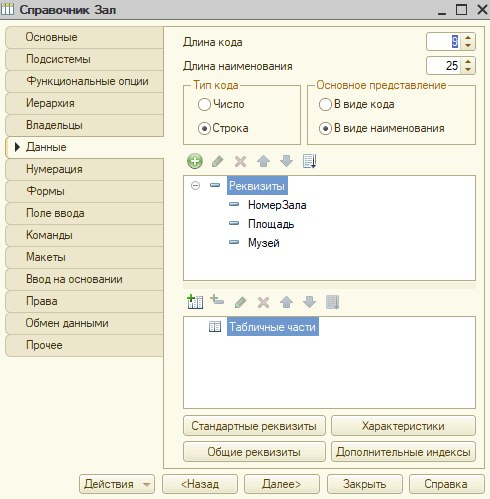 Справочник Зал
Основные
Подсистемы
Функциональные опции
Иерархия
Владельцы
Данные
Нумерация
Формы
Поле ввода
Команды
Макеты
Ввод на основании
Права
Обмен данными
Прочее
Длина кода 9
Длина наименования 25
Тип кода
Число
Строка
Основное представление
В виде кода
В виде наименования
Реквизиты
НомерЗала
Площадь
Музей
Табличные части
Стандартные реквизиты Характеристики
Общие реквизиты Дополнительные индексы
Действия <Назад Далее> Закрыть Справка